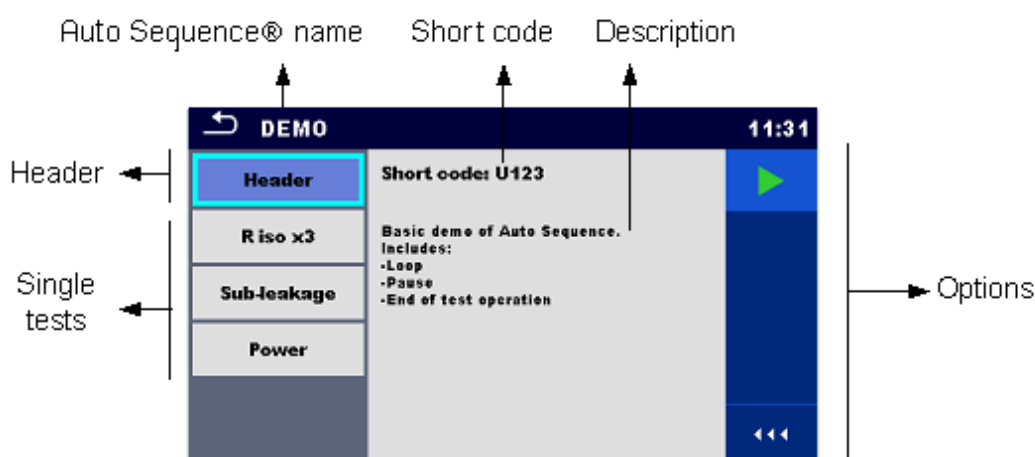 Auto Sequence® name Short code Description
DEMO 11:31
Header
Header
Short code: U123
R iso x3
Basic demo of Auto Sequence.
Includes:
-Loop
-Pause
-End of test operation
Single
tests
Sub-leakage
Options
Power